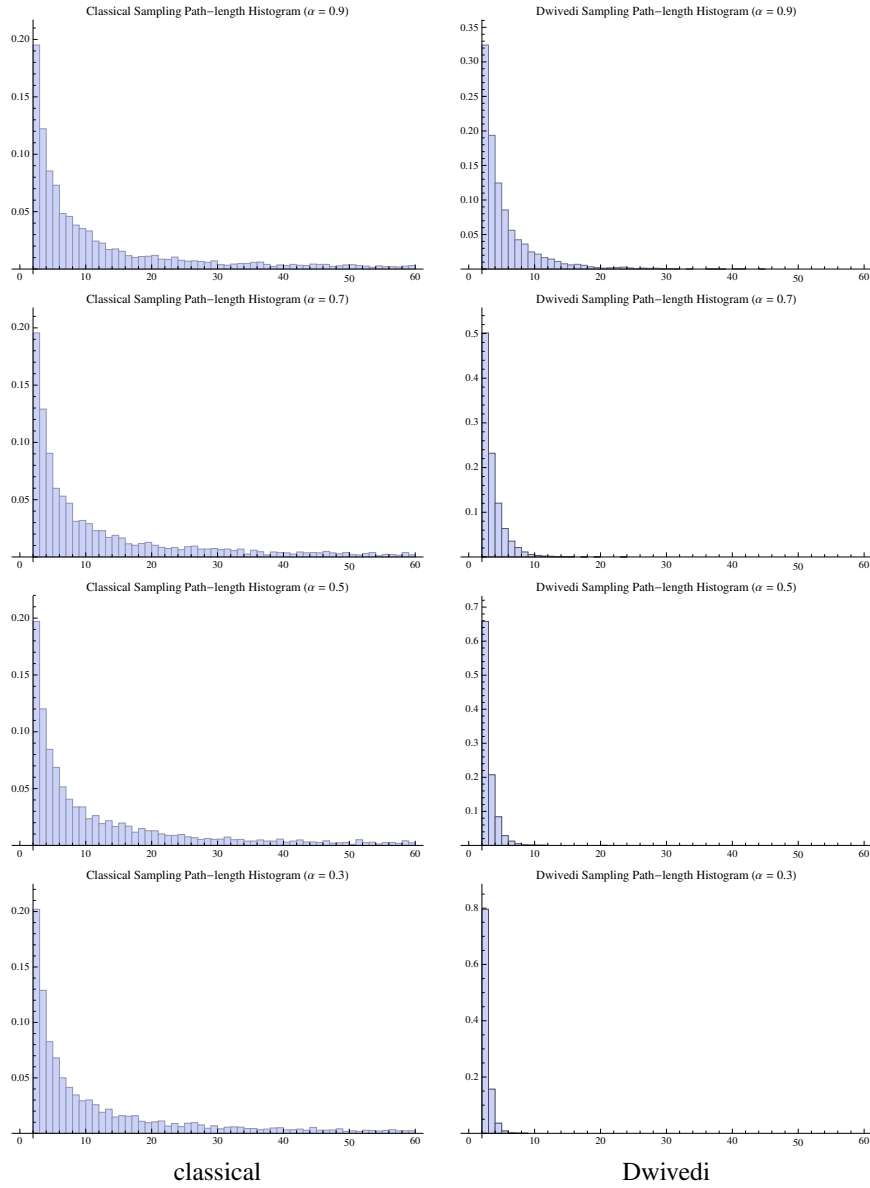 Classical Sampling Path-length Histogram (α = 0.9)
0.20
0.15
0.10
0.05
0 10 20 30 40 50 60
Dwivedi Sampling Path-length Histogram (α = 0.9)
0.35
0.30
0.25
0.20
0.15
0.10
0.05
0 10 20 30 40 50 60
Classical Sampling Path-length Histogram (α = 0.7)
0.20
0.15
0.10
0.05
0 10 20 30 40 50 60
Dwivedi Sampling Path-length Histogram (α = 0.7)
0.5
0.4
0.3
0.2
0.1
0 10 20 30 40 50 60
Classical Sampling Path-length Histogram (α = 0.5)
0.20
0.15
0.10
0.05
0 10 20 30 40 50 60
Dwivedi Sampling Path-length Histogram (α = 0.5)
0.7
0.6
0.5
0.4
0.3
0.2
0.1
0 10 20 30 40 50 60
Classical Sampling Path-length Histogram (α = 0.3)
0.20
0.15
0.10
0.05
0 10 20 30 40 50 60
Dwivedi Sampling Path-length Histogram (α = 0.3)
0.8
0.6
0.4
0.2
0 10 20 30 40 50 60
classical
Dwivedi